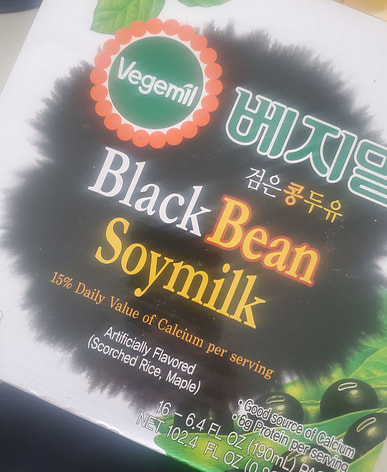 Vegemil
베지밀
검은콩두유
Black Bean
Soymilk
15% Daily Value of Calcium per serving
Artificially Flavored
(Scorched Rice, Maple)
• Good source of Calcium
• 6g Protein per serving
16 – 6.4 FL OZ (190ml)
NET 102.4 FL OZ